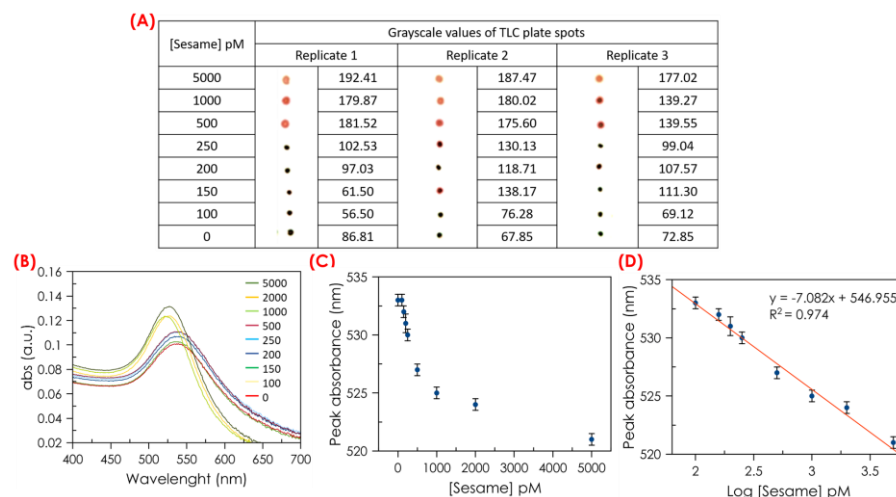 (A)
[Sesame] pM Grayscale values of TLC plate spots
Replicate 1 Replicate 2 Replicate 3
5000 192.41 187.47 177.02
1000 179.87 180.02 139.27
500 181.52 175.60 139.55
250 102.53 130.13 99.04
200 97.03 118.71 107.57
150 61.50 138.17 111.30
100 56.50 76.28 69.12
0 86.81 67.85 72.85
(B)
abs (a.u.)
0.16
0.14
0.12
0.1
0.08
0.06
0.04
0.02
400 450 500 550 600 650 700
Wavelenght (nm)
5000
2000
1000
500
250
200
150
100
0
(C)
Peak absorbance (nm)
535
530
525
520
0 1000 2000 3000 4000 5000
[Sesame] pM
(D)
Peak absorbance (nm)
535
530
525
520
y = -7.082x + 546.955
R² = 0.974
2 2.5 3 3.5
Log [Sesame] pM